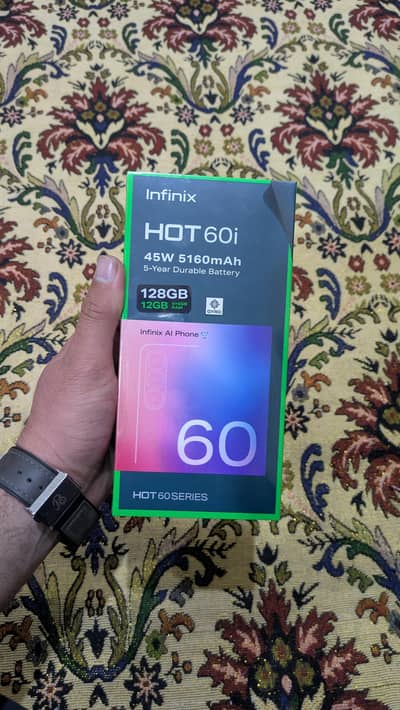 Infinix
HOT 60i
45W 5160mAh
5-Year Durable Battery
128GB
12GB
Infinix AI Phone
60
HOT 60 SERIES